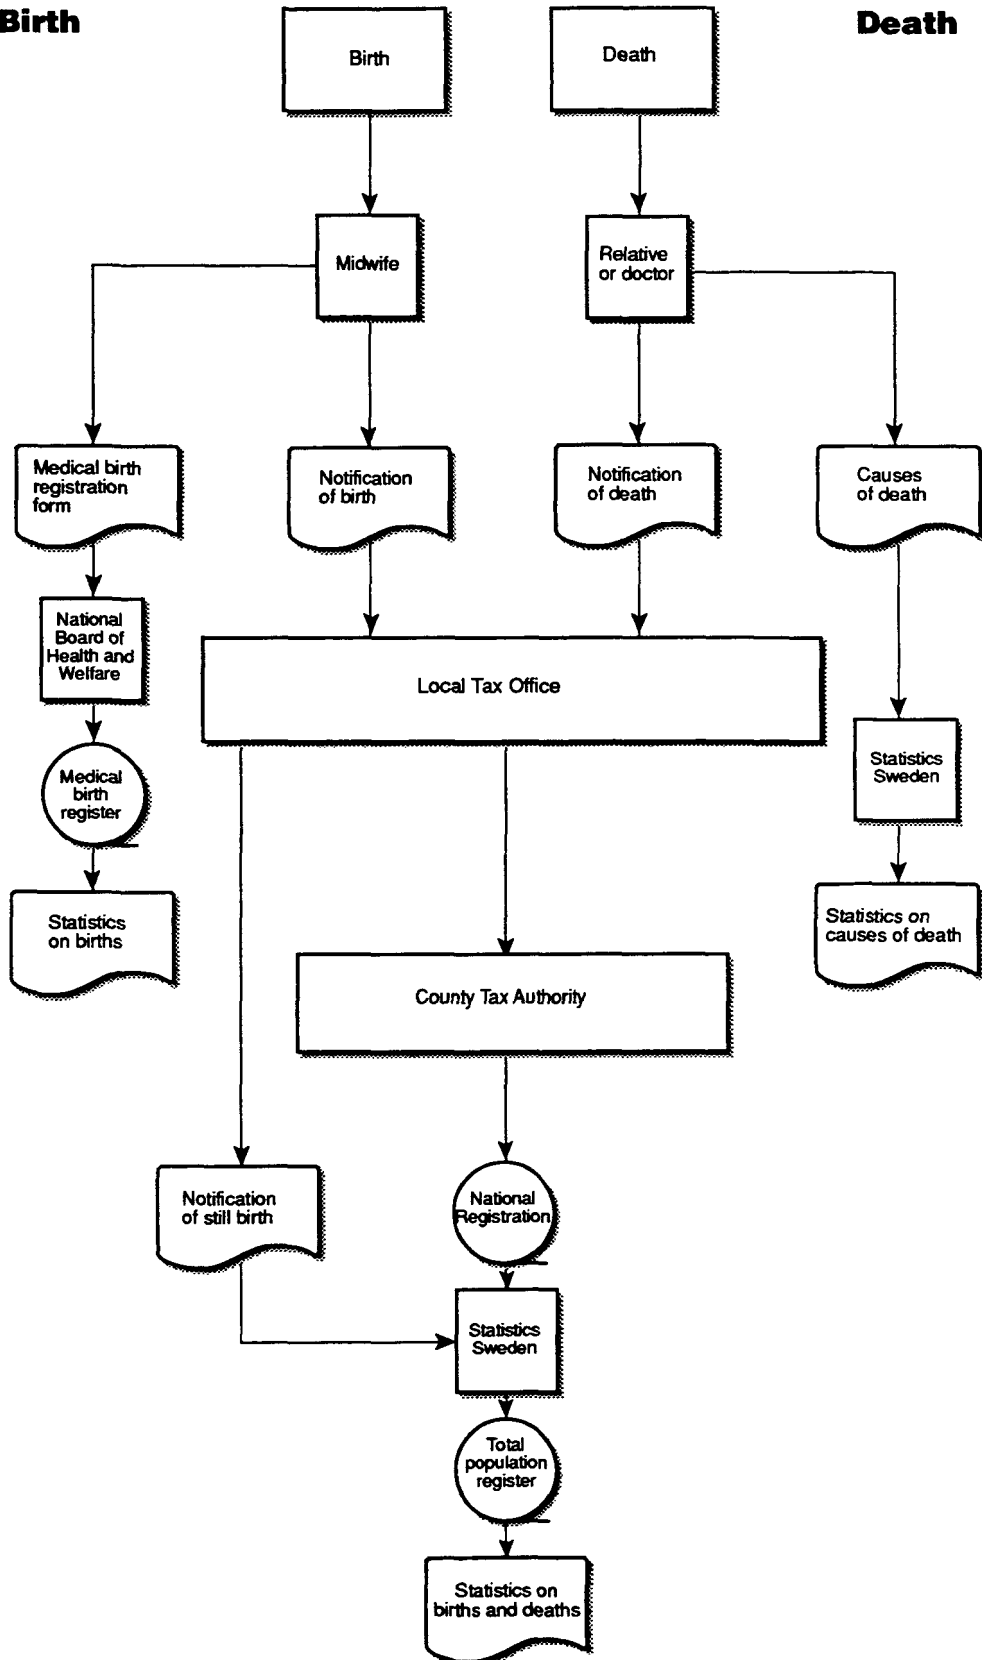 Birth
Death
Birth
Death
Midwife
Relative
or doctor
Medical birth
registration
form
Notification
of birth
Notification
of death
Causes
of death
National
Board of
Health and
Welfare
Local Tax Office
Medical
birth
register
Statistics
Sweden
Statistics
on births
Statistics on
causes of death
County Tax Authority
Notification
of still birth
National
Registration
Statistics
Sweden
Total
population
register
Statistics on
births and deaths